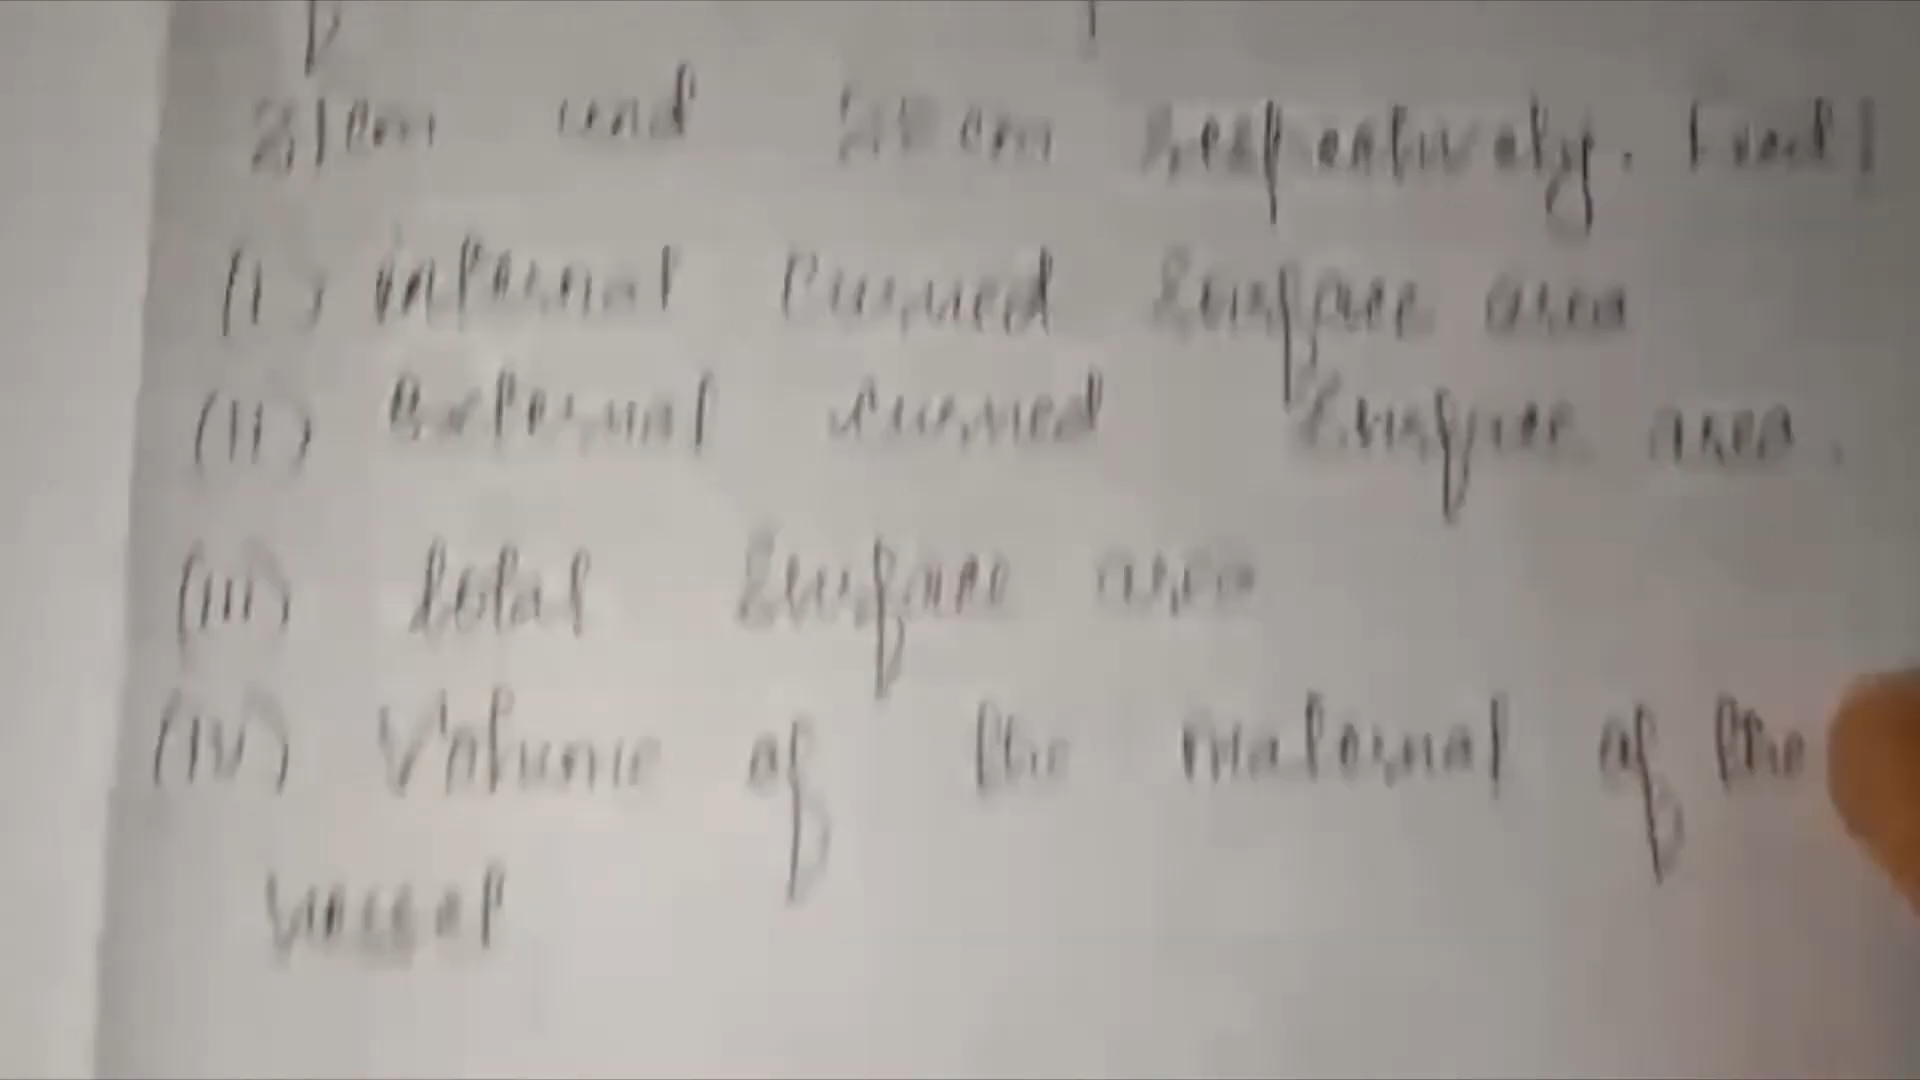 21cm and cm respectively. Find
(i) internal curved surface area
(ii) external curved surface area.
(iii) total surface area
(iv) Volume of the material of the
vessel